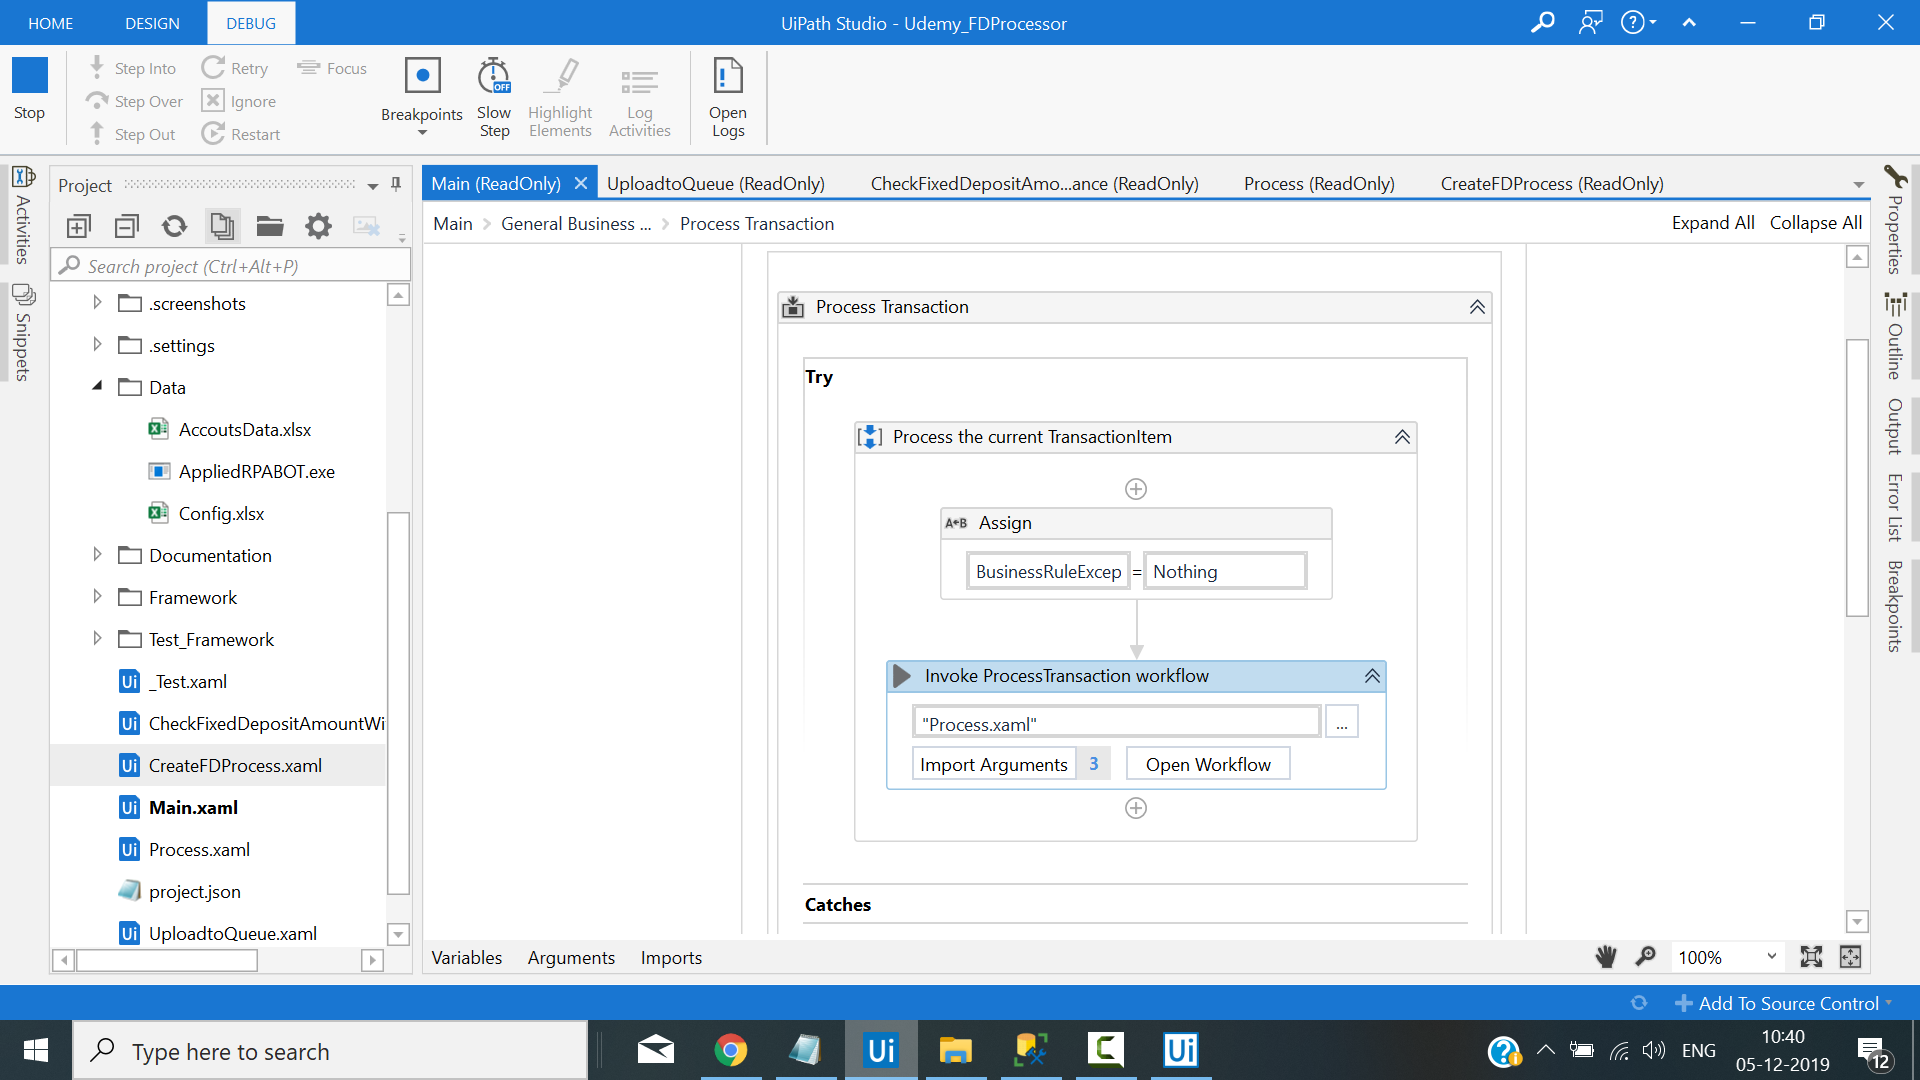 HOME DESIGN DEBUG UiPath Studio - Udemy_FDProcessor
Stop
Step Into
Step Over
Step Out
Retry
Ignore
Restart
Focus
Breakpoints
Slow
Step
OFF
Highlight
Elements
Log
Activities
Open
Logs
Activities
Snippets
Project
Search project (Ctrl+Alt+P)
.screenshots
.settings
Data
AccoutsData.xlsx
AppliedRPABOT.exe
Config.xlsx
Documentation
Framework
Test_Framework
_Test.xaml
CheckFixedDepositAmountWi
CreateFDProcess.xaml
Main.xaml
Process.xaml
project.json
UploadtoQueue.xaml
Main (ReadOnly) UploadtoQueue (ReadOnly) CheckFixedDepositAmo...ance (ReadOnly) Process (ReadOnly) CreateFDProcess (ReadOnly)
Main General Business ... Process Transaction Expand All Collapse All
Process Transaction
Try
Process the current TransactionItem
A B Assign
BusinessRuleExcep = Nothing
Invoke ProcessTransaction workflow
"Process.xaml" ...
Import Arguments 3 Open Workflow
Catches
Variables Arguments Imports 100%
Properties
Outline
Output
Error List
Breakpoints
Add To Source Control
Type here to search
Ui
Ui
ENG
10:40
05-12-2019
12